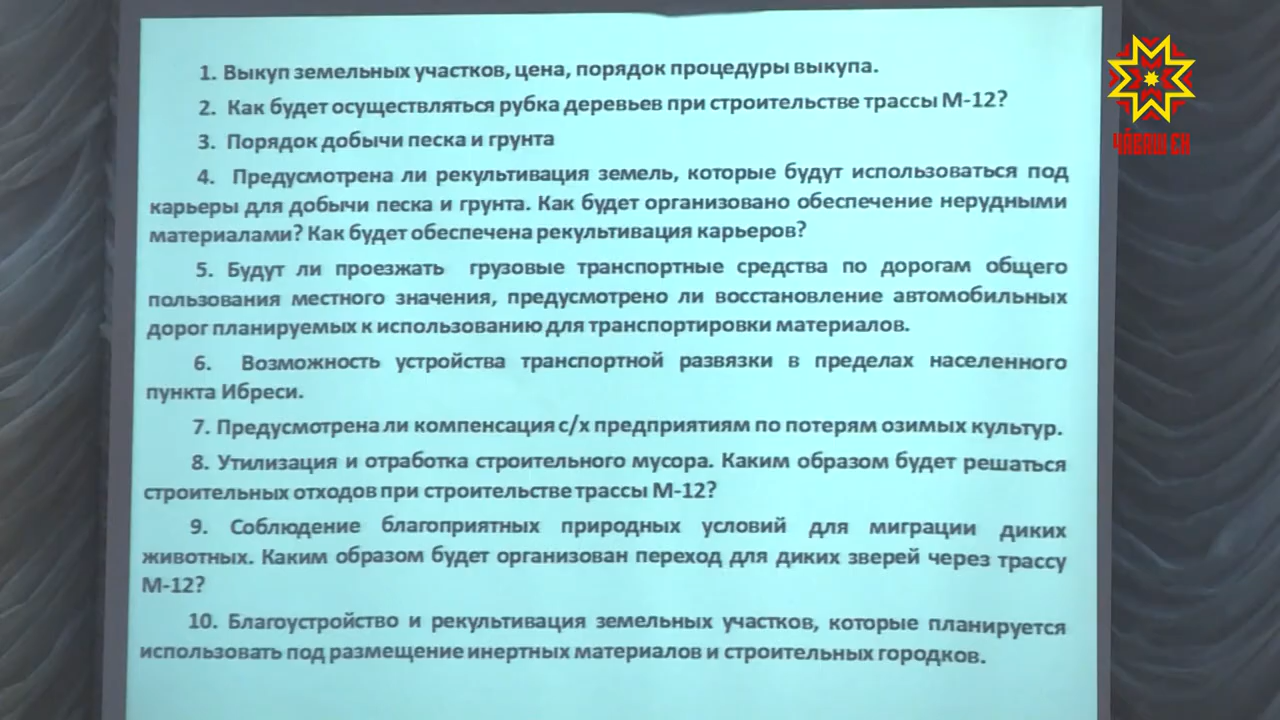 1. Выкуп земельных участков, цена, порядок процедуры выкупа.
2. Как будет осуществляться рубка деревьев при строительстве трассы М-12?
3. Порядок добычи песка и грунта
4. Предусмотрена ли рекультивация земель, которые будут использоваться под
карьеры для добычи песка и грунта. Как будет организовано обеспечение нерудными
материалами? Как будет обеспечена рекультивация карьеров?
5. Будут ли проезжать грузовые транспортные средства по дорогам общего
пользования местного значения, предусмотрено ли восстановление автомобильных
дорог планируемых к использованию для транспортировки материалов.
6. Возможность устройства транспортной развязки в пределах населенного
пункта Ибреси.
7. Предусмотрена ли компенсация с/х предприятиям по потерям озимых культур.
8. Утилизация и отработка строительного мусора. Каким образом будет решаться
строительных отходов при строительстве трассы М-12?
9. Соблюдение благоприятных природных условий для миграции диких
животных. Каким образом будет организован переход для диких зверей через трассу
М-12?
10. Благоустройство и рекультивация земельных участков, которые планируется
использовать под размещение инертных материалов и строительных городков.
ЧӐВАШ ЕН